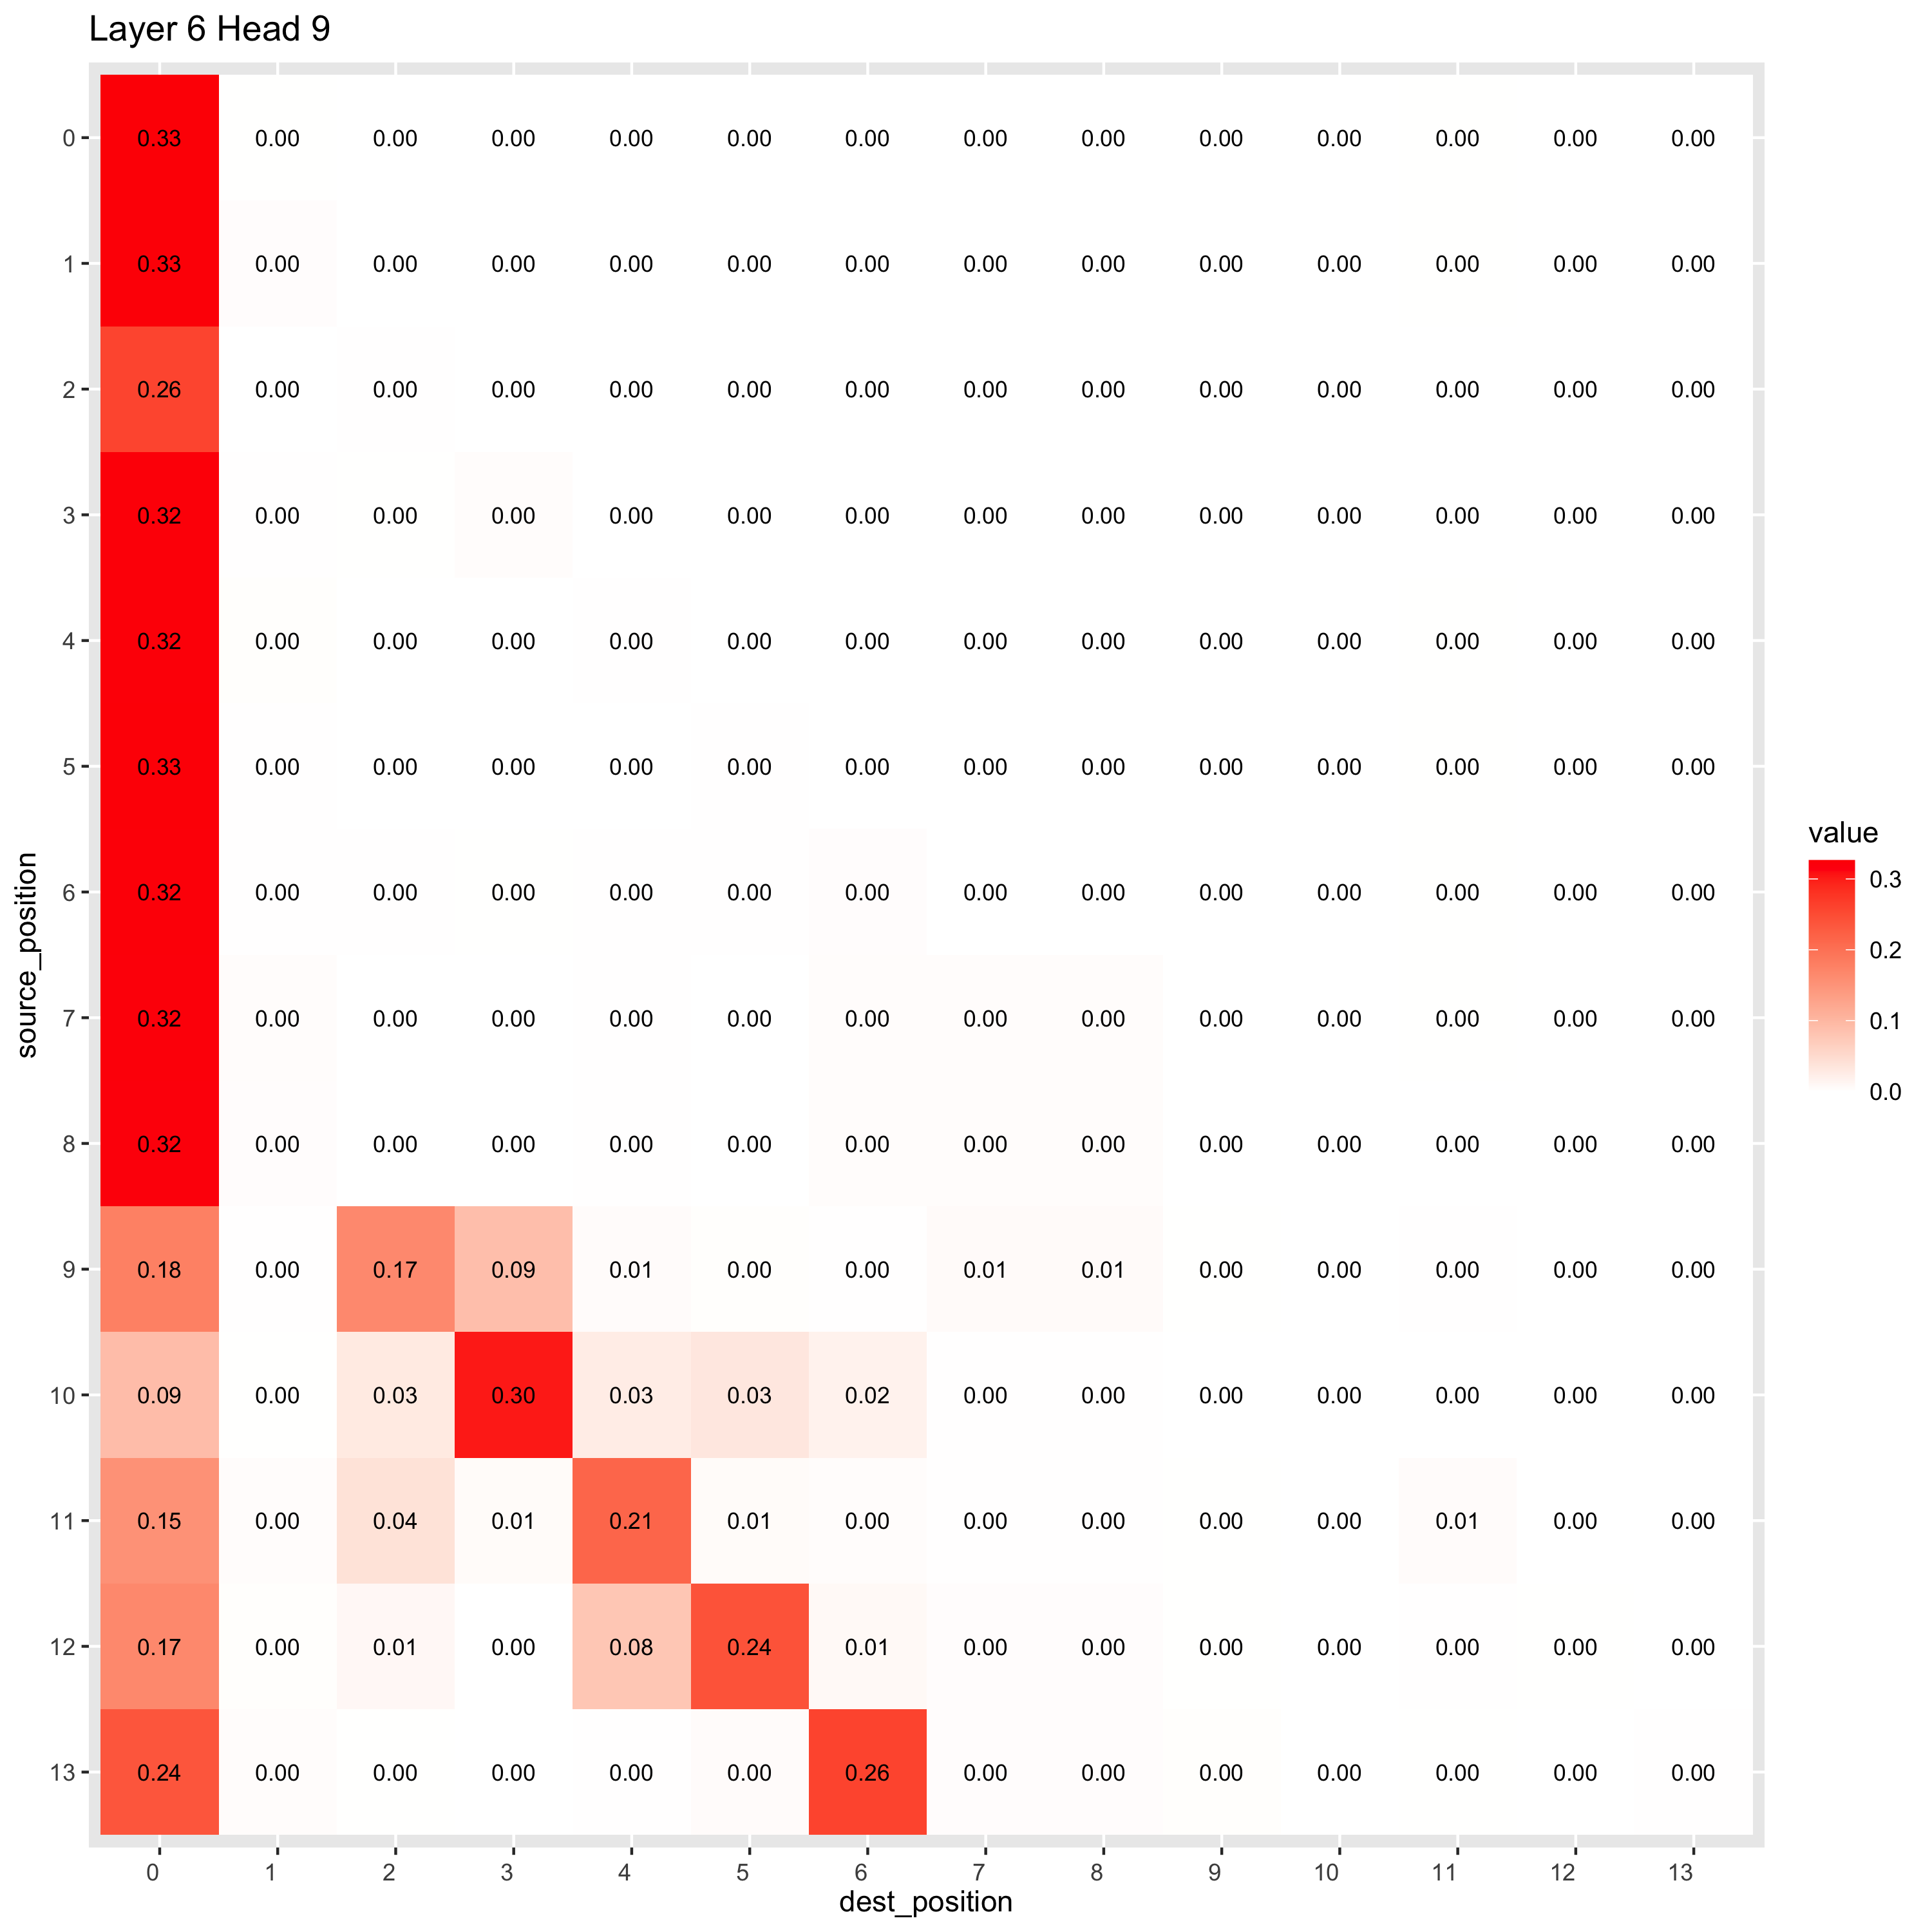 Layer 6 Head 9
0 0.33 0.00 0.00 0.00 0.00 0.00 0.00 0.00 0.00 0.00 0.00 0.00 0.00 0.00
1 0.33 0.00 0.00 0.00 0.00 0.00 0.00 0.00 0.00 0.00 0.00 0.00 0.00 0.00
2 0.26 0.00 0.00 0.00 0.00 0.00 0.00 0.00 0.00 0.00 0.00 0.00 0.00 0.00
3 0.32 0.00 0.00 0.00 0.00 0.00 0.00 0.00 0.00 0.00 0.00 0.00 0.00 0.00
4 0.32 0.00 0.00 0.00 0.00 0.00 0.00 0.00 0.00 0.00 0.00 0.00 0.00 0.00
5 0.33 0.00 0.00 0.00 0.00 0.00 0.00 0.00 0.00 0.00 0.00 0.00 0.00 0.00
6 0.32 0.00 0.00 0.00 0.00 0.00 0.00 0.00 0.00 0.00 0.00 0.00 0.00 0.00
7 0.32 0.00 0.00 0.00 0.00 0.00 0.00 0.00 0.00 0.00 0.00 0.00 0.00 0.00
8 0.32 0.00 0.00 0.00 0.00 0.00 0.00 0.00 0.00 0.00 0.00 0.00 0.00 0.00
9 0.18 0.00 0.17 0.09 0.01 0.00 0.00 0.01 0.01 0.00 0.00 0.00 0.00 0.00
10 0.09 0.00 0.03 0.30 0.03 0.03 0.02 0.00 0.00 0.00 0.00 0.00 0.00 0.00
11 0.15 0.00 0.04 0.01 0.21 0.01 0.00 0.00 0.00 0.00 0.00 0.01 0.00 0.00
12 0.17 0.00 0.01 0.00 0.08 0.24 0.01 0.00 0.00 0.00 0.00 0.00 0.00 0.00
13 0.24 0.00 0.00 0.00 0.00 0.00 0.26 0.00 0.00 0.00 0.00 0.00 0.00 0.00
0 1 2 3 4 5 6 7 8 9 10 11 12 13
dest_position
source_position
value
0.3
0.2
0.1
0.0